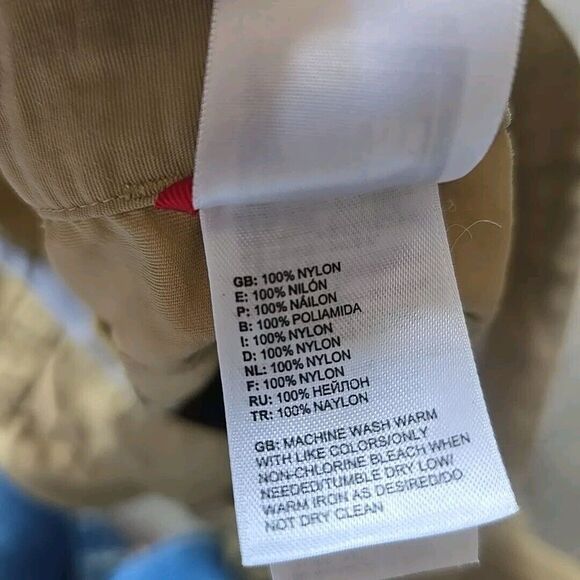 GB: 100% NYLON
E: 100% NILÓN
P: 100% NÁILON
B: 100% POLIAMIDA
I: 100% NYLON
D: 100% NYLON
NL: 100% NYLON
F: 100% NYLON
RU: 100% НЕЙЛОН
TR: 100% NAYLON
GB: MACHINE WASH WARM
WITH LIKE COLORS/ONLY
NON-CHLORINE BLEACH WHEN
NEEDED/TUMBLE DRY LOW/
WARM IRON AS DESIRED/DO
NOT DRY CLEAN